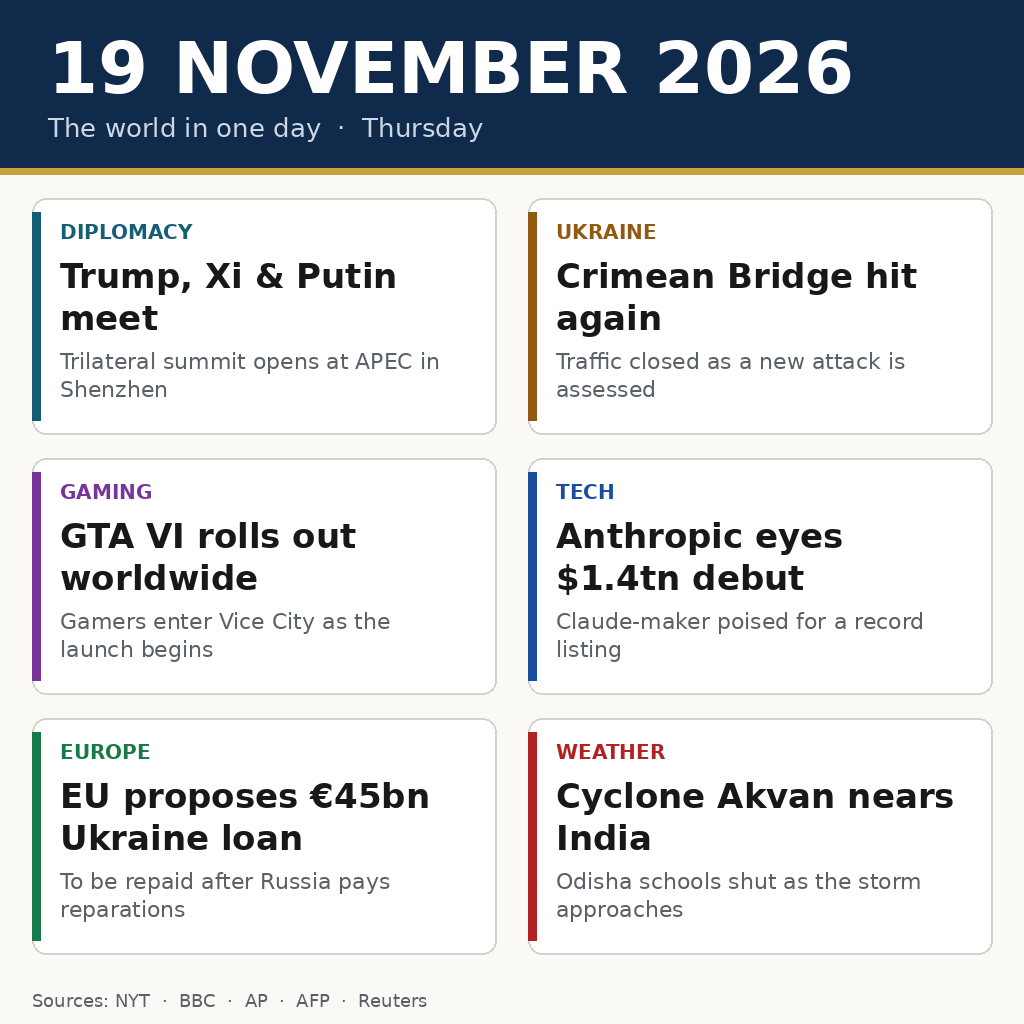 19 NOVEMBER 2026
The world in one day · Thursday
DIPLOMACY
Trump, Xi & Putin
meet
Trilateral summit opens at APEC in
Shenzhen
UKRAINE
Crimean Bridge hit
again
Traffic closed as a new attack is
assessed
GAMING
GTA VI rolls out
worldwide
Gamers enter Vice City as the
launch begins
TECH
Anthropic eyes
$1.4tn debut
Claude-maker poised for a record
listing
EUROPE
EU proposes €45bn
Ukraine loan
To be repaid after Russia pays
reparations
WEATHER
Cyclone Akvan nears
India
Odisha schools shut as the storm
approaches
Sources: NYT · BBC · AP · AFP · Reuters